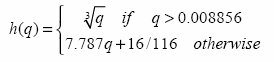 h(q) = { ∛q if q > 0.008856
7.787q + 16/116 otherwise